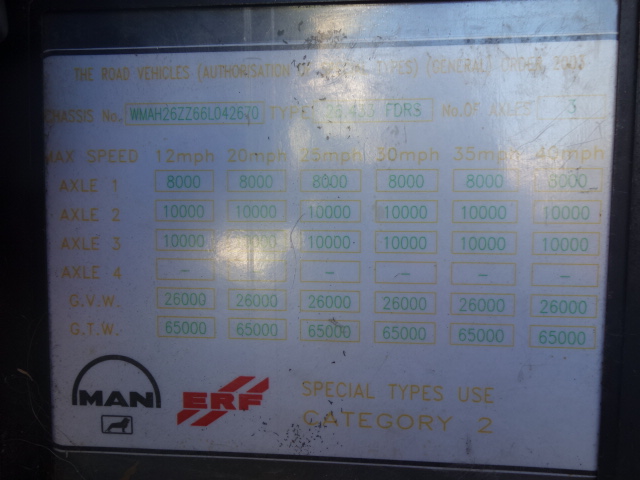 THE ROAD VEHICLES (AUTHORISATION OF SPECIAL TYPES) (GENERAL) ORDER 2003
CHASSIS No. WMAH26ZZ66L042670 TYPE 26.433 FDRS No.OF AXLES 3
MAX SPEED 12mph 20mph 25mph 30mph 35mph 40mph
AXLE 1 8000 8000 8000 8000 8000 8000
AXLE 2 10000 10000 10000 10000 10000 10000
AXLE 3 10000 10000 10000 10000 10000 10000
AXLE 4 - - - - - -
G.V.W. 26000 26000 26000 26000 26000 26000
G.T.W. 65000 65000 65000 65000 65000 65000
MAN ERF SPECIAL TYPES USE
CATEGORY 2